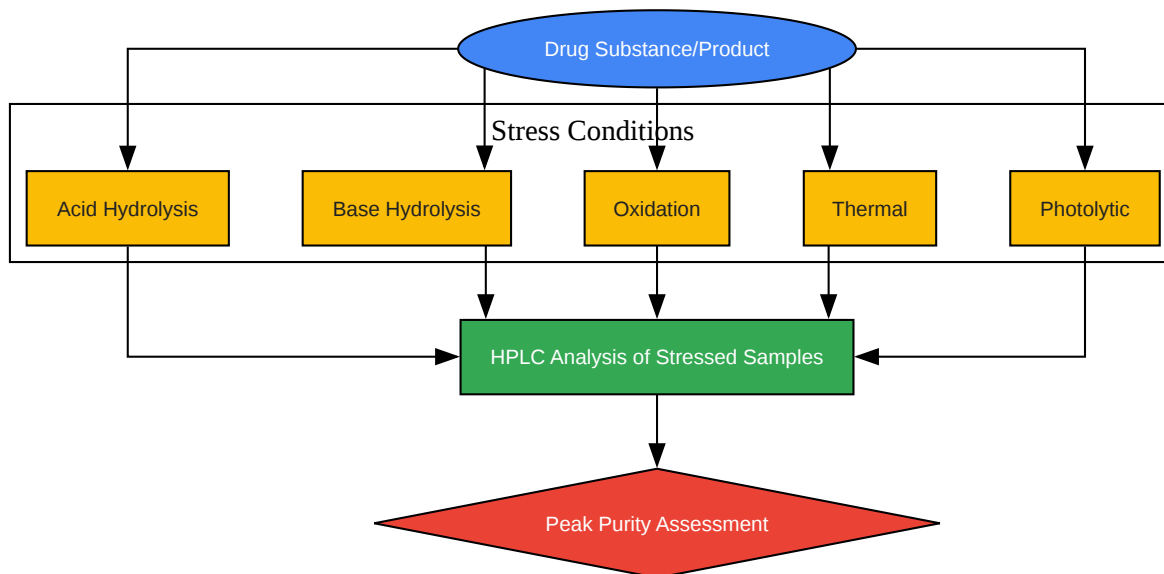 Drug Substance/Product
Stress Conditions
Acid Hydrolysis
Base Hydrolysis
Oxidation
Thermal
Photolytic
HPLC Analysis of Stressed Samples
Peak Purity Assessment